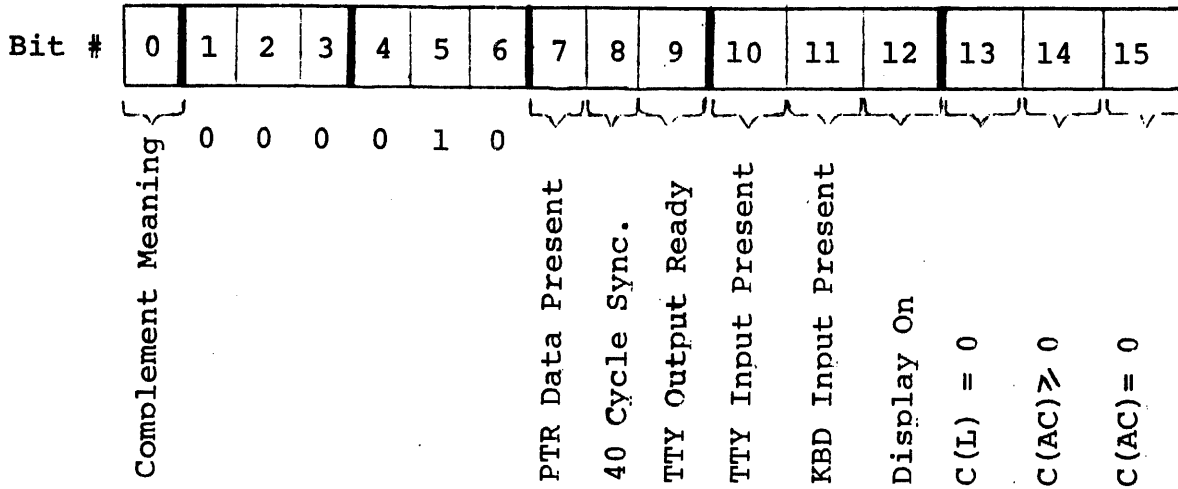 Bit # 0 1 2 3 4 5 6 7 8 9 10 11 12 13 14 15
0 0 0 0 1 0
Complement Meaning
PTR Data Present
40 Cycle Sync.
TTY Output Ready
TTY Input Present
KBD Input Present
Display On
C(L) = 0
C(AC)⩾ 0
C(AC)= 0